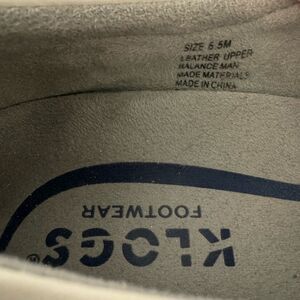 SIZE 6.5M
LEATHER UPPER
BALANCE MAN
MADE MATERIALS
MADE IN CHINA
KLOGS®
FOOTWEAR